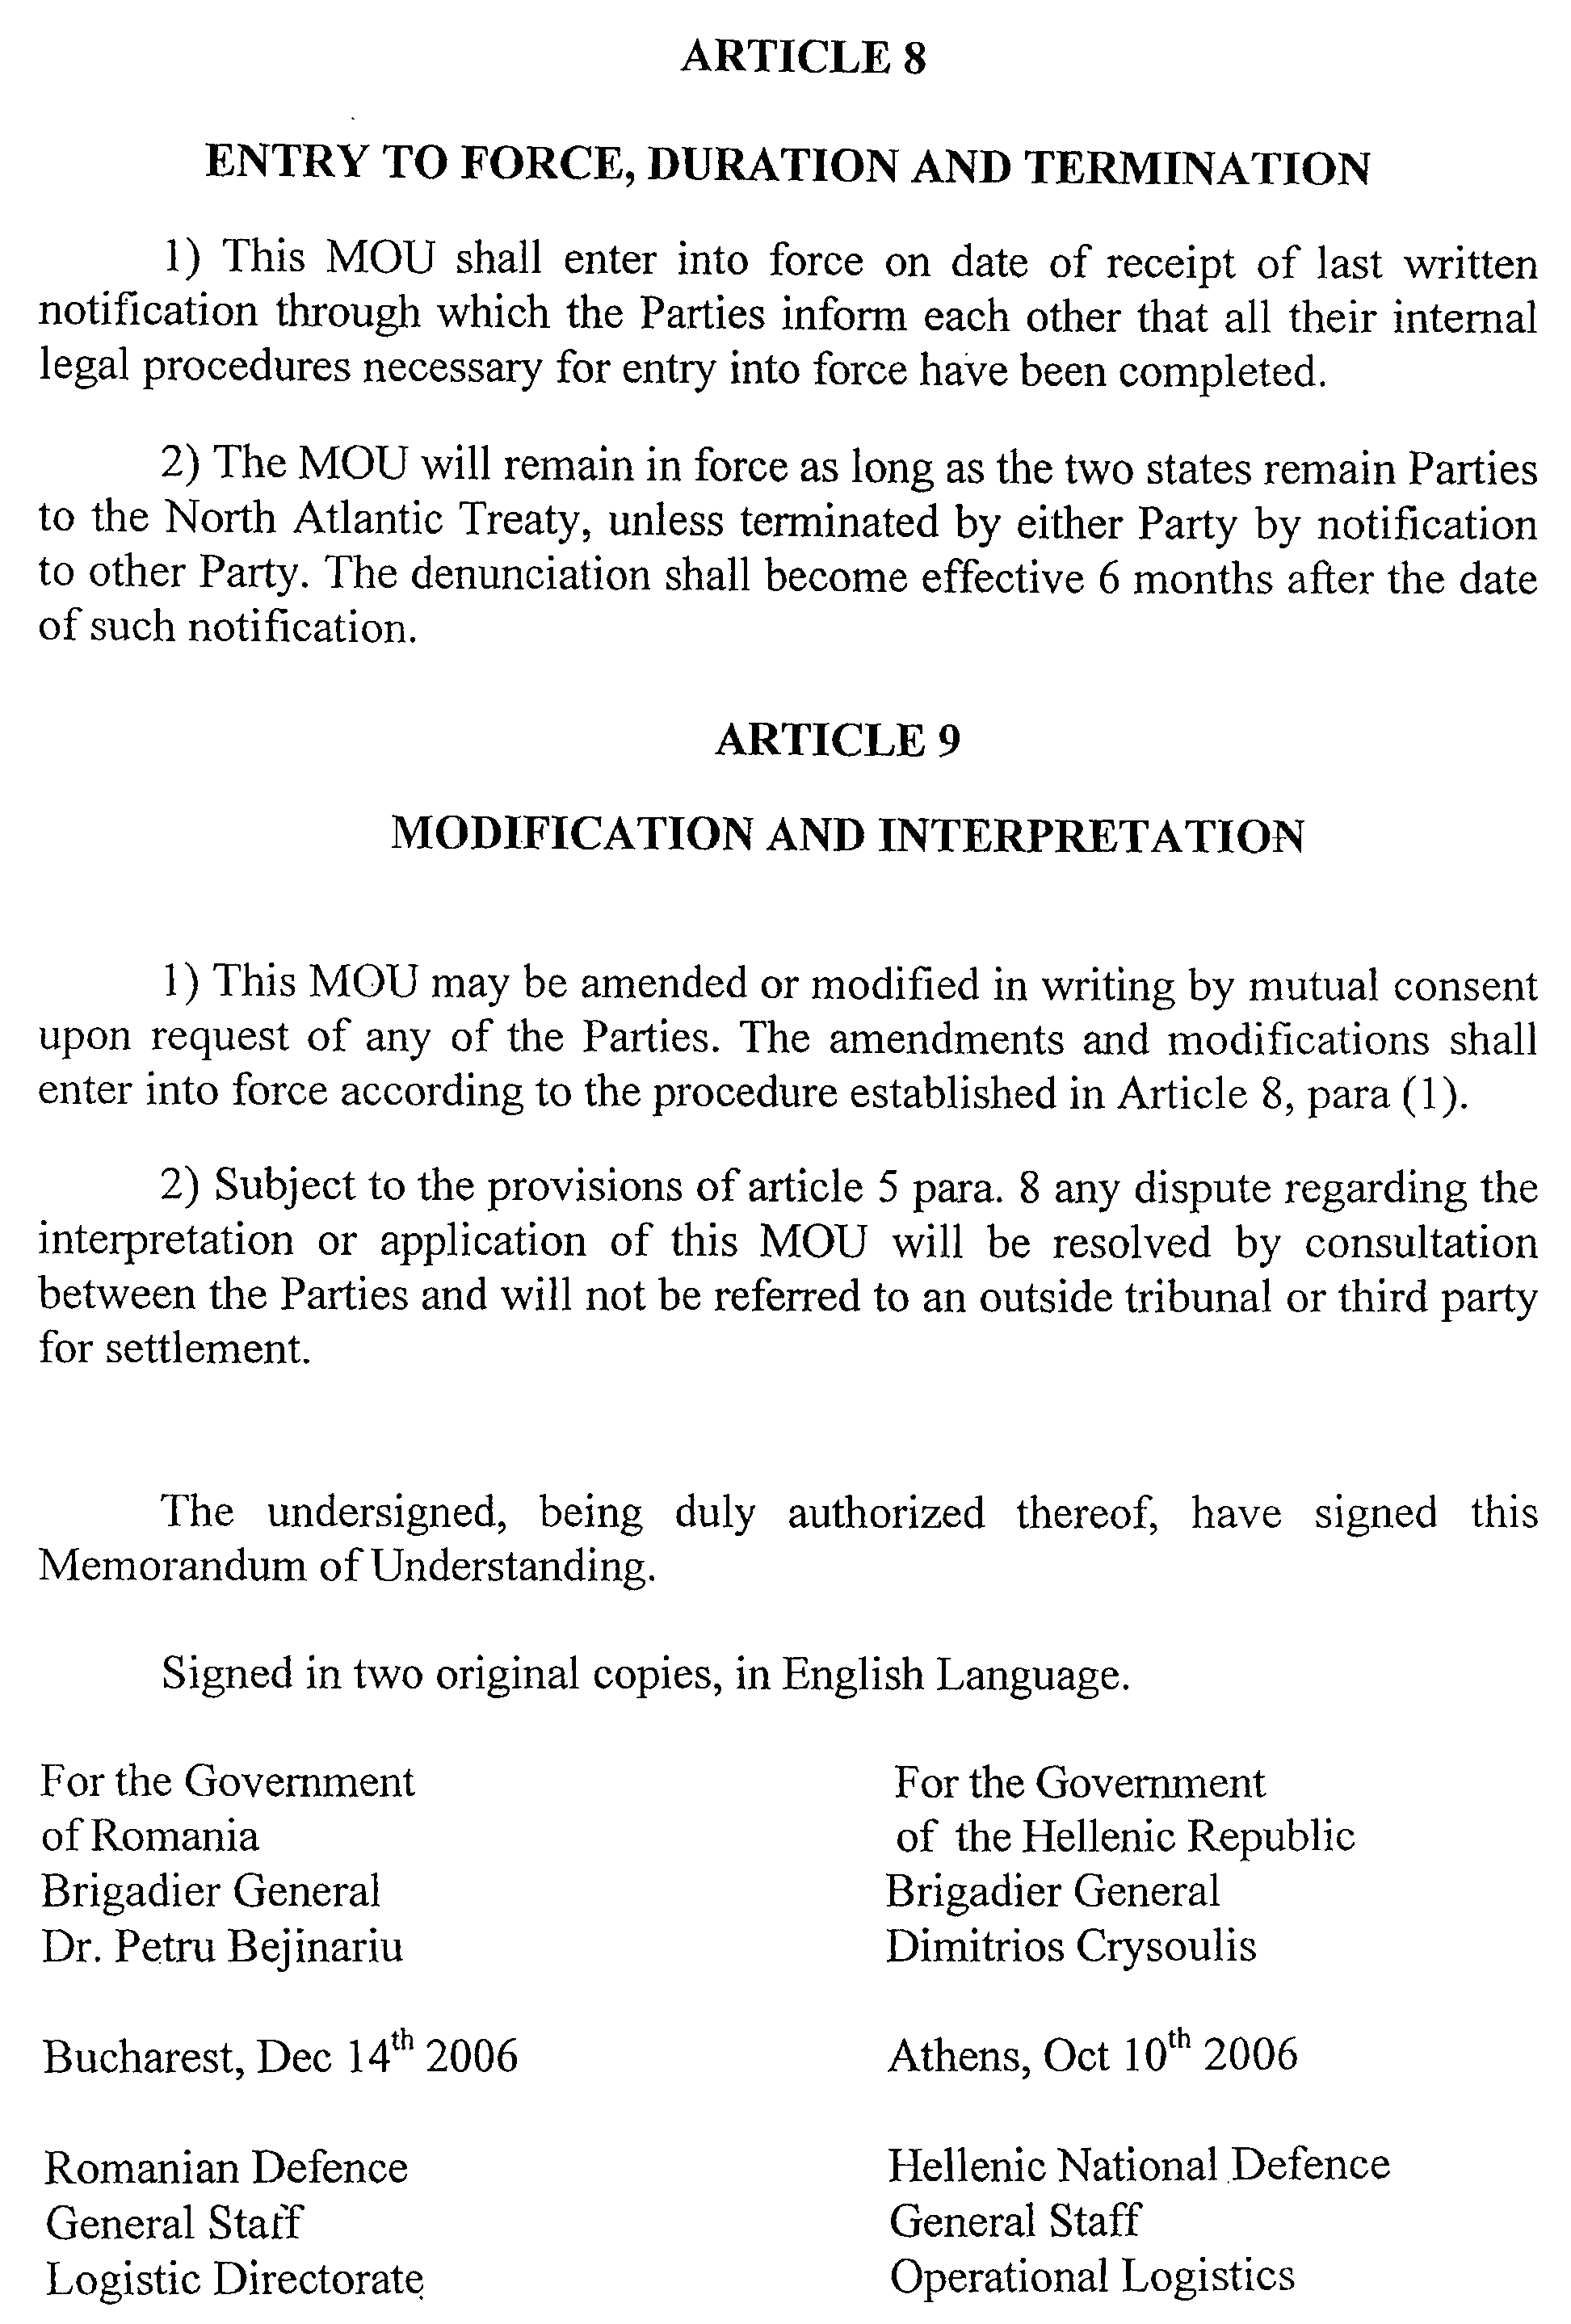 ARTICLE 8
ENTRY TO FORCE, DURATION AND TERMINATION
1) This MOU shall enter into force on date of receipt of last written
notification through which the Parties inform each other that all their internal
legal procedures necessary for entry into force have been completed.
2) The MOU will remain in force as long as the two states remain Parties
to the North Atlantic Treaty, unless terminated by either Party by notification
to other Party. The denunciation shall become effective 6 months after the date
of such notification.
ARTICLE 9
MODIFICATION AND INTERPRETATION
1) This MOU may be amended or modified in writing by mutual consent
upon request of any of the Parties. The amendments and modifications shall
enter into force according to the procedure established in Article 8, para (1).
2) Subject to the provisions of article 5 para. 8 any dispute regarding the
interpretation or application of this MOU will be resolved by consultation
between the Parties and will not be referred to an outside tribunal or third party
for settlement.
The undersigned, being duly authorized thereof, have signed this
Memorandum of Understanding.
Signed in two original copies, in English Language.
For the Government
of Romania
Brigadier General
Dr. Petru Bejinariu
Bucharest, Dec 14th 2006
Romanian Defence
General Staff
Logistic Directorate
For the Government
of the Hellenic Republic
Brigadier General
Dimitrios Crysoulis
Athens, Oct 10th 2006
Hellenic National Defence
General Staff
Operational Logistics